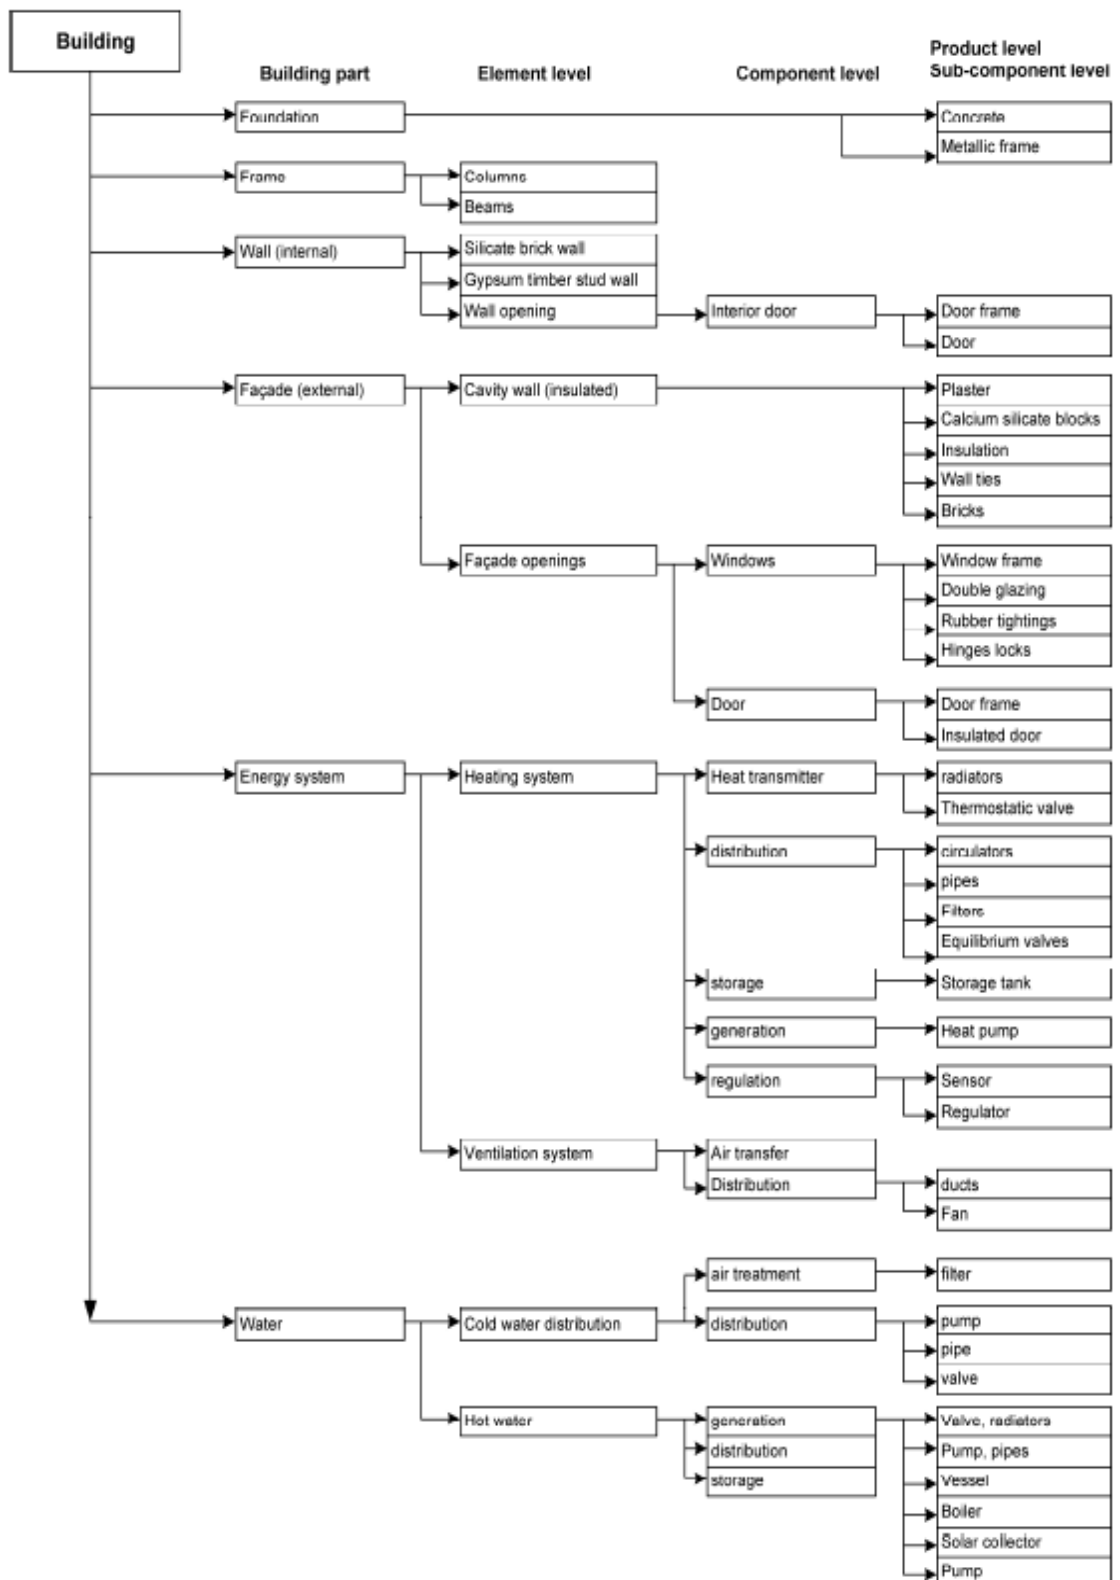 Building
Building part
Element level
Component level
Product level
Sub-component level
Foundation
Concrete
Metallic frame
Frame
Columns
Beams
Wall (internal)
Silicate brick wall
Gypsum timber stud wall
Wall opening
Interior door
Door frame
Door
Façade (external)
Cavity wall (insulated)
Plaster
Calcium silicate blocks
Insulation
Wall ties
Bricks
Façade openings
Windows
Window frame
Double glazing
Rubber tightings
Hinges locks
Door
Door frame
Insulated door
Energy system
Heating system
Heat transmitter
radiators
Thermostatic valve
distribution
circulators
pipes
Filters
Equilibrium valves
storage
Storage tank
generation
Heat pump
regulation
Sensor
Regulator
Ventilation system
Air transfer
Distribution
ducts
Fan
air treatment
filter
Water
Cold water distribution
distribution
pump
pipe
valve
Hot water
generation
distribution
storage
Valve, radiators
Pump, pipes
Vessel
Boiler
Solar collector
Pump